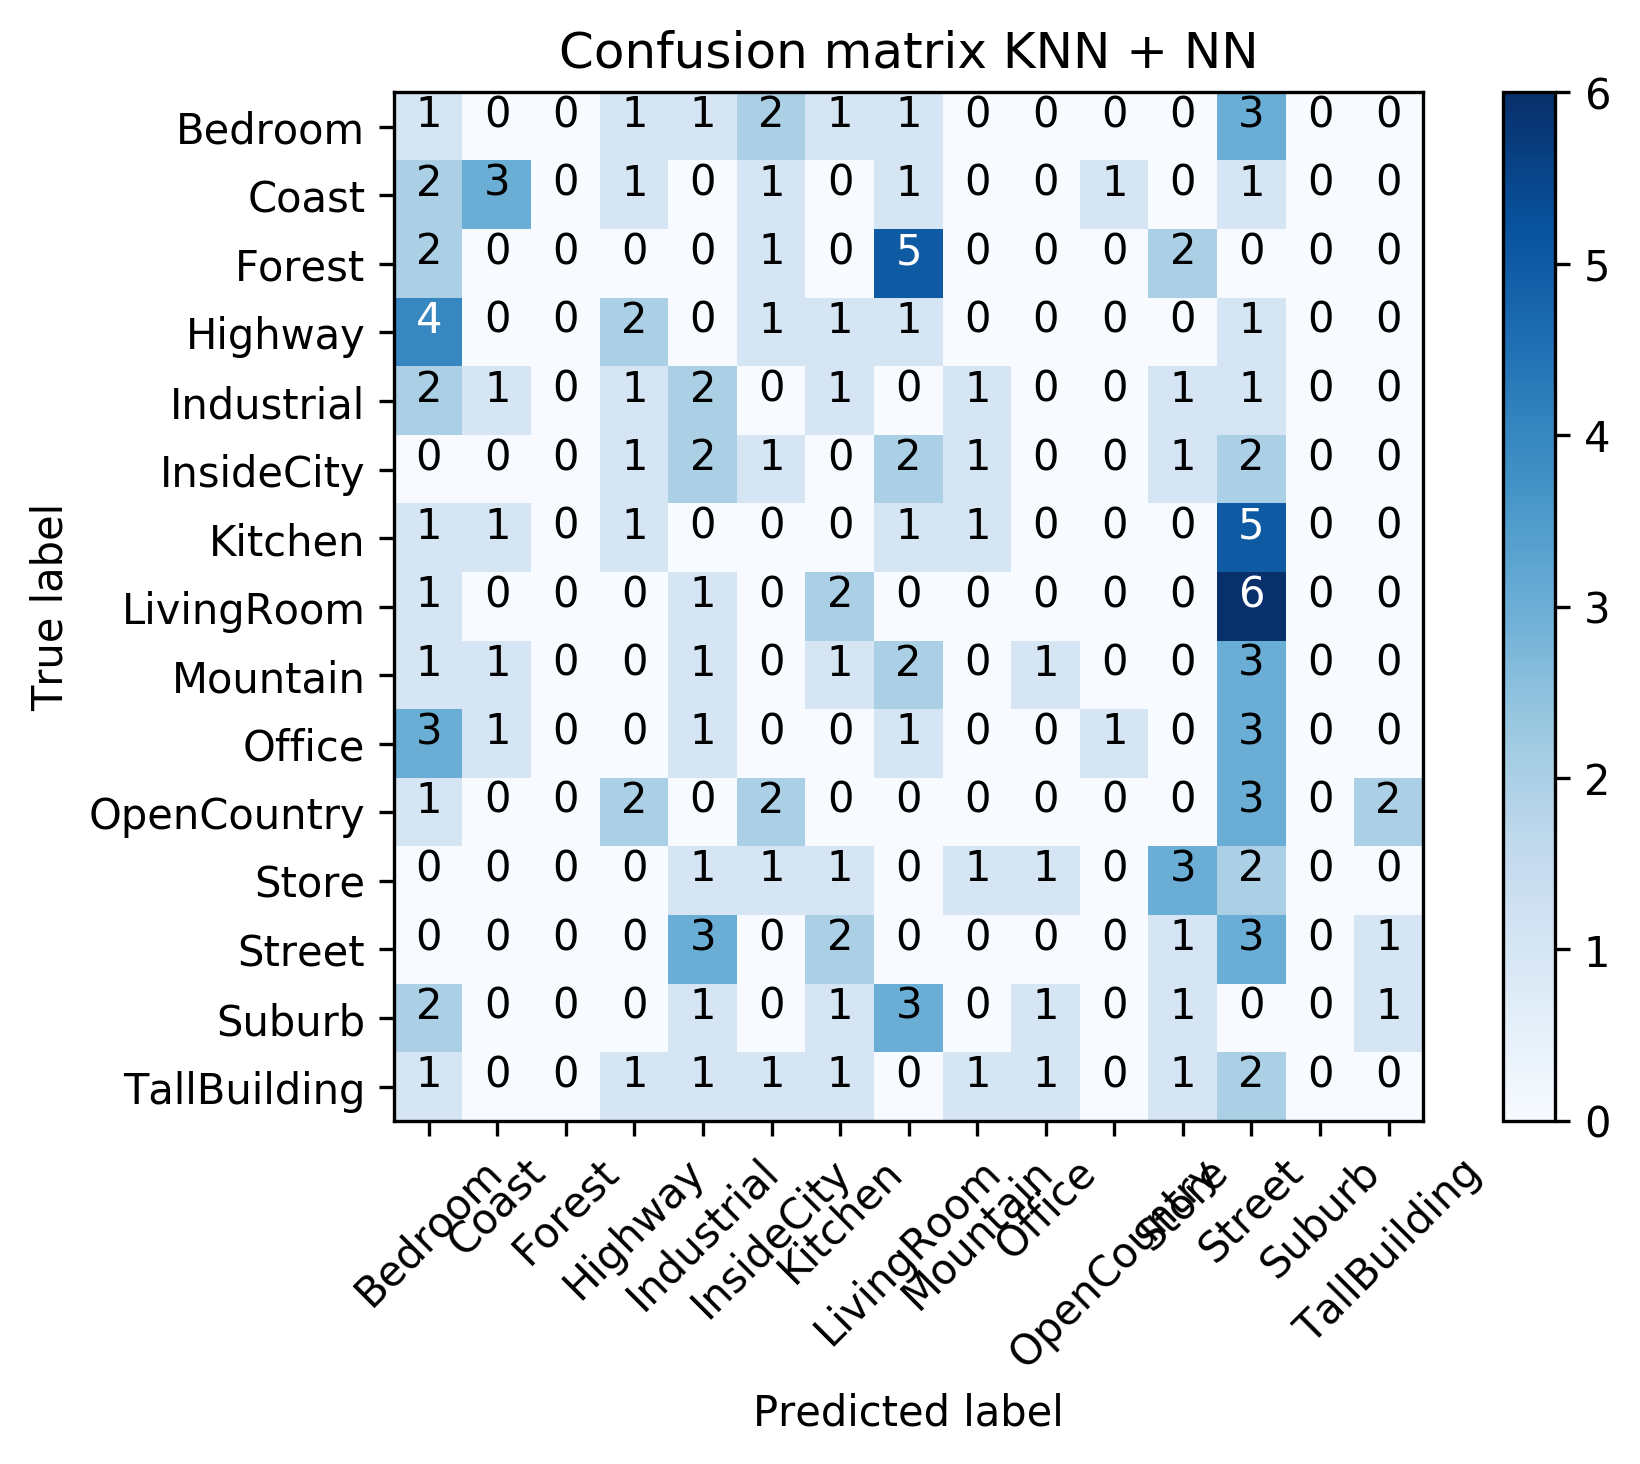 Confusion matrix KNN + NN
Bedroom 1 0 0 1 1 2 1 1 0 0 0 0 3 0 0
Coast 2 3 0 1 0 1 0 1 0 0 1 0 1 0 0
Forest 2 0 0 0 0 1 0 5 0 0 0 2 0 0 0
Highway 4 0 0 2 0 1 1 1 0 0 0 0 1 0 0
Industrial 2 1 0 1 2 0 1 0 1 0 0 1 1 0 0
InsideCity 0 0 0 1 2 1 0 2 1 0 0 1 2 0 0
Kitchen 1 1 0 1 0 0 0 1 1 0 0 0 5 0 0
LivingRoom 1 0 0 0 1 0 2 0 0 0 0 0 6 0 0
Mountain 1 1 0 0 1 0 1 2 0 1 0 0 3 0 0
Office 3 1 0 0 1 0 0 1 0 0 1 0 3 0 0
OpenCountry 1 0 0 2 0 2 0 0 0 0 0 0 3 0 2
Store 0 0 0 0 1 1 1 0 1 1 0 3 2 0 0
Street 0 0 0 0 3 0 2 0 0 0 0 1 3 0 1
Suburb 2 0 0 0 1 0 1 3 0 1 0 1 0 0 1
TallBuilding 1 0 0 1 1 1 1 0 1 1 0 1 2 0 0
True label
Bedroom
Coast
Forest
Highway
Industrial
InsideCity
Kitchen
LivingRoom
Mountain
Office
OpenCountry
Store
Street
Suburb
TallBuilding
Predicted label
6
5
4
3
2
1
0